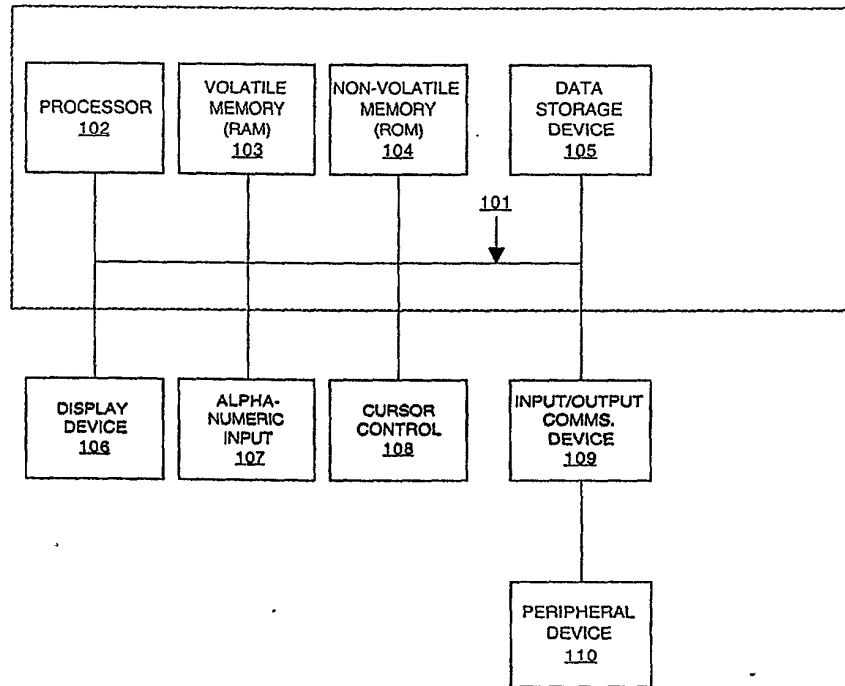 PROCESSOR
102
VOLATILE
MEMORY
(RAM)
103
NON-VOLATILE
MEMORY
(ROM)
104
DATA
STORAGE
DEVICE
105
101
DISPLAY
DEVICE
106
ALPHA-
NUMERIC
INPUT
107
CURSOR
CONTROL
108
INPUT/OUTPUT
COMMS.
DEVICE
109
PERIPHERAL
DEVICE
110